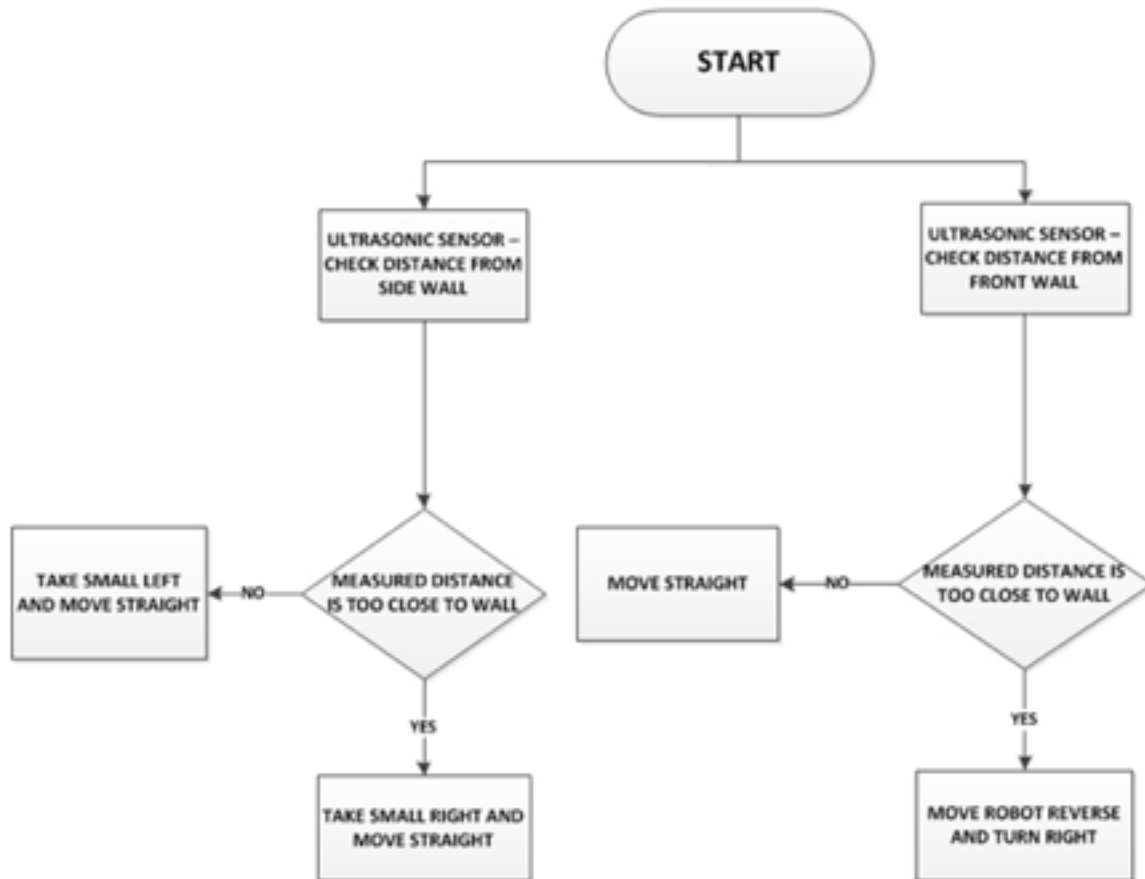 START
ULTRASONIC SENSOR –
CHECK DISTANCE FROM
SIDE WALL
ULTRASONIC SENSOR –
CHECK DISTANCE FROM
FRONT WALL
TAKE SMALL LEFT
AND MOVE STRAIGHT
NO
MEASURED DISTANCE
IS TOO CLOSE TO WALL
MOVE STRAIGHT
NO
MEASURED DISTANCE IS
TOO CLOSE TO WALL
YES
YES
TAKE SMALL RIGHT AND
MOVE STRAIGHT
MOVE ROBOT REVERSE
AND TURN RIGHT